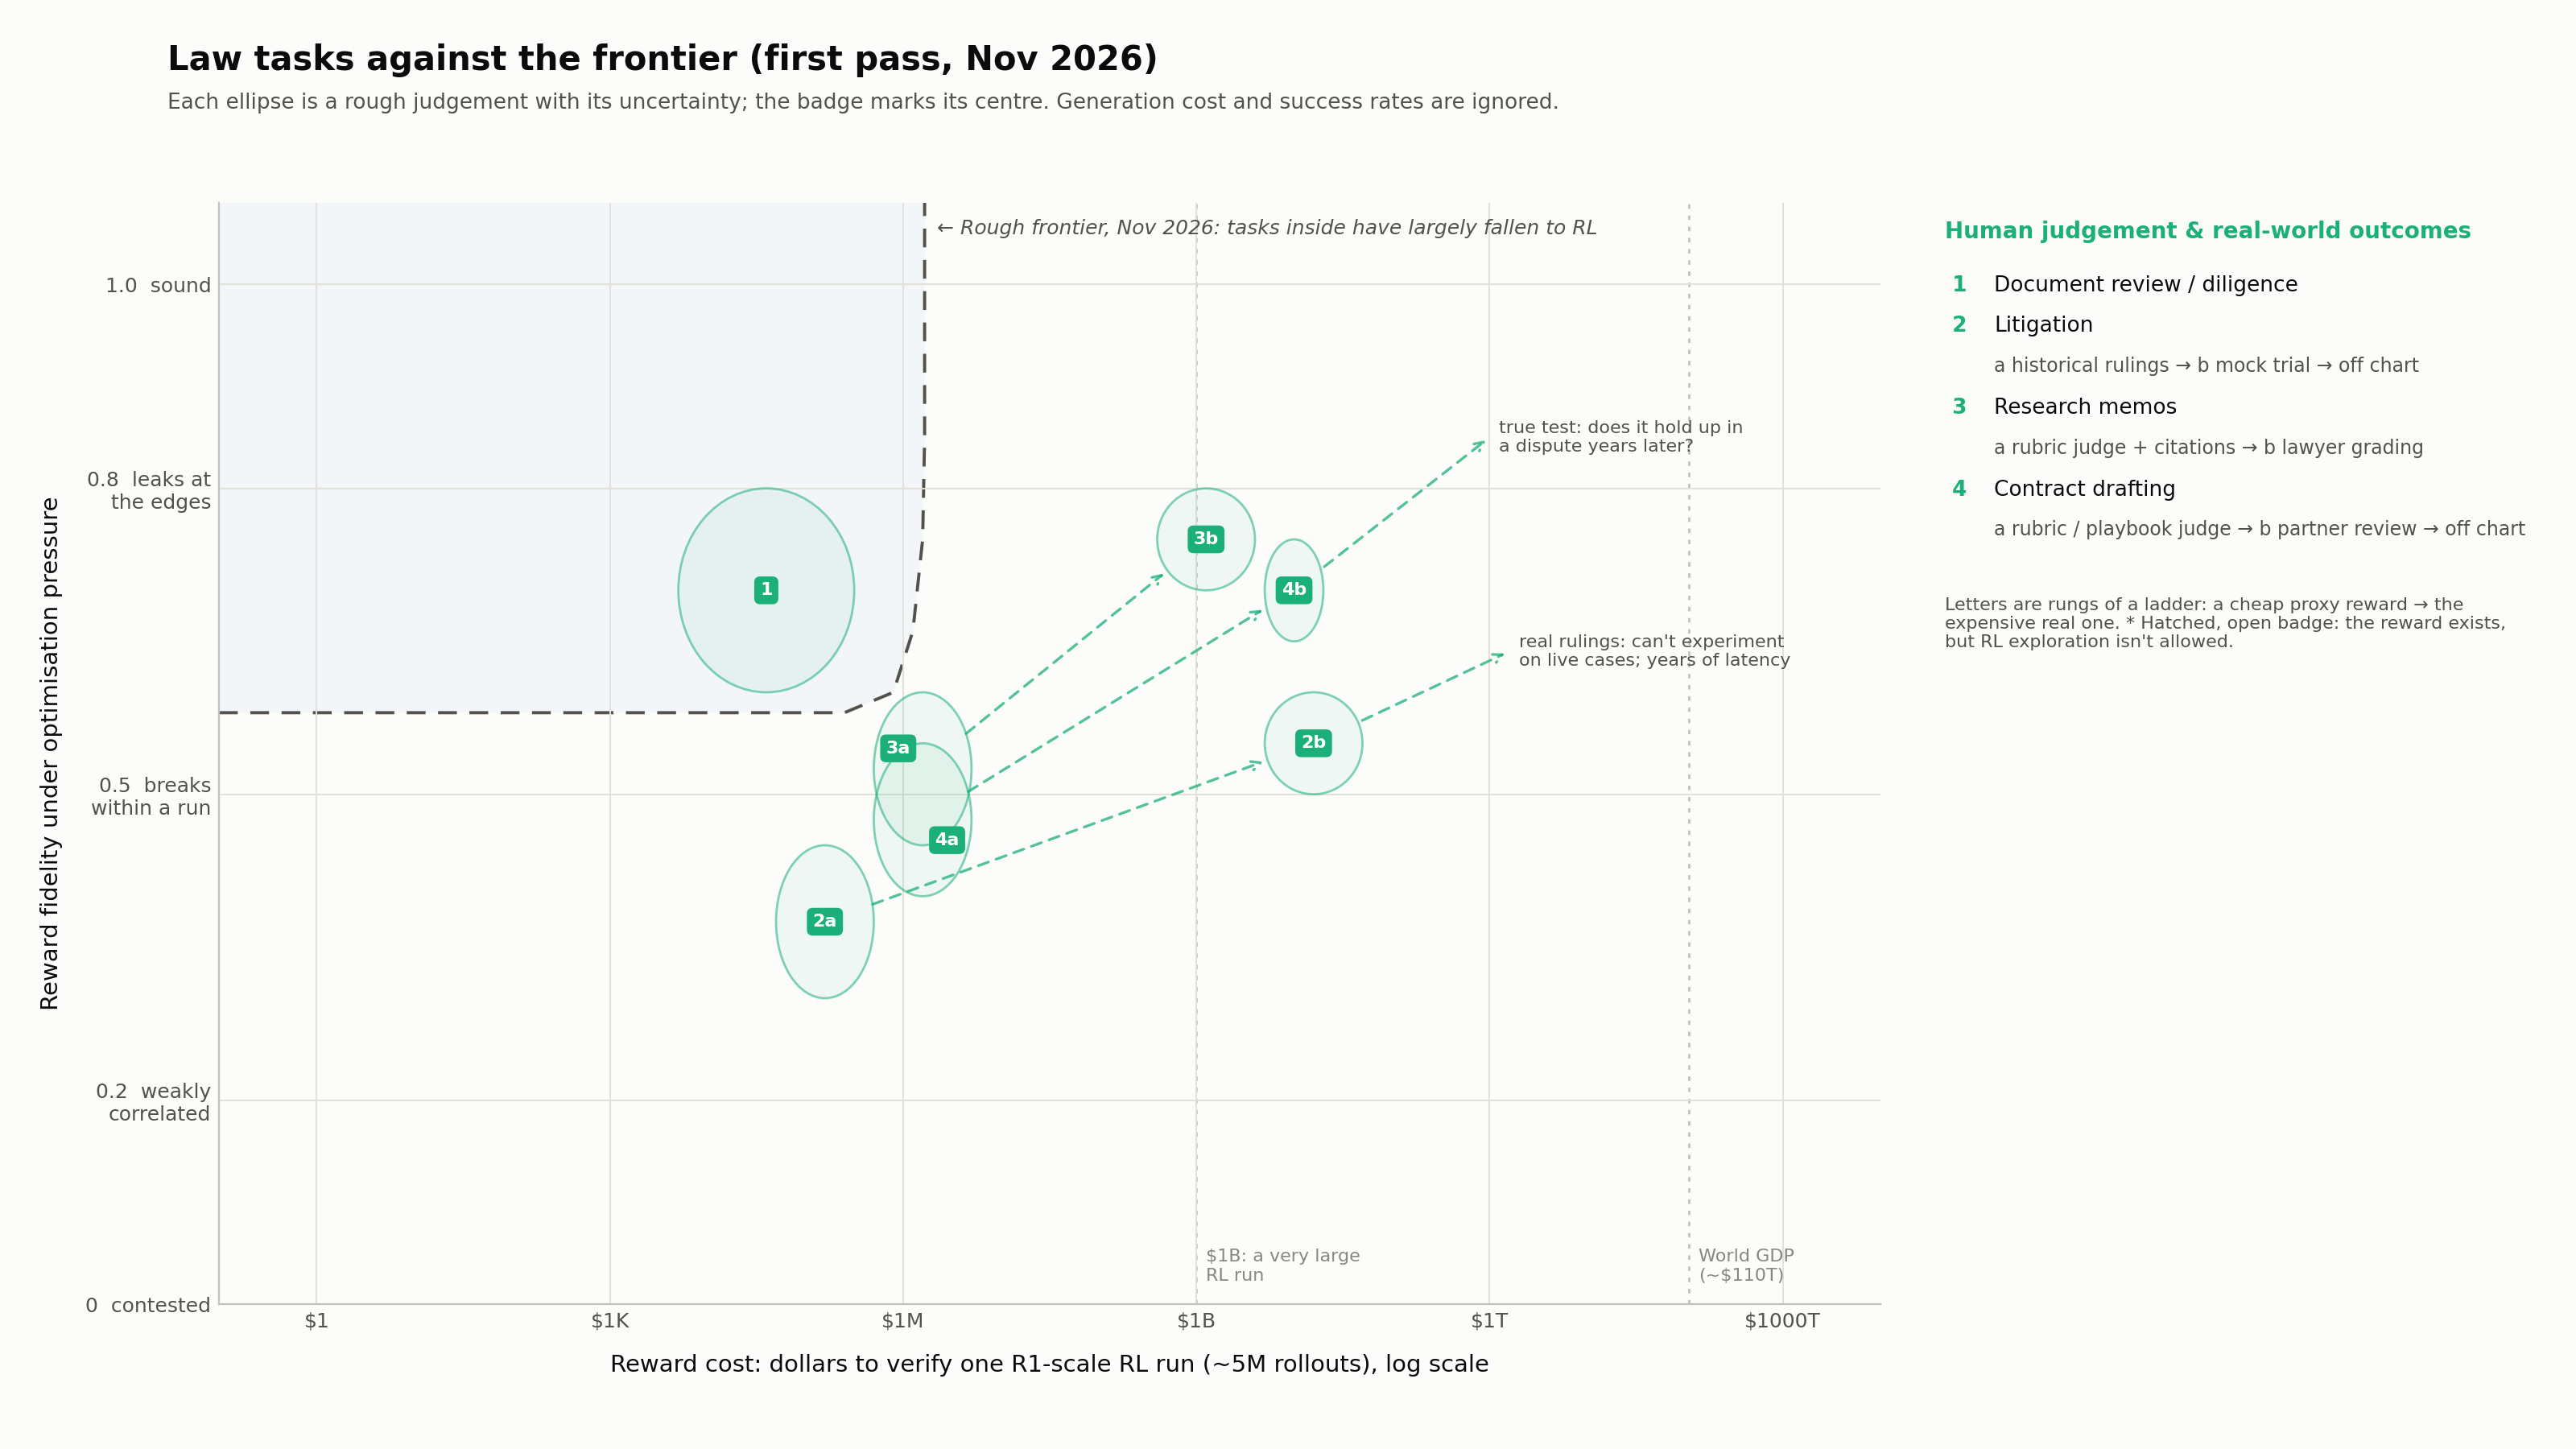 Law tasks against the frontier (first pass, Nov 2026)
Each ellipse is a rough judgement with its uncertainty; the badge marks its centre. Generation cost and success rates are ignored.
← Rough frontier, Nov 2026: tasks inside have largely fallen to RL
Reward fidelity under optimisation pressure
1.0 sound
0.8 leaks at
the edges
0.5 breaks
within a run
0.2 weakly
correlated
0 contested
true test: does it hold up in
a dispute years later?
3b
1
4b
real rulings: can't experiment
on live cases; years of latency
3a
2b
4a
2a
$1B: a very large
RL run
World GDP
(~$110T)
$1
$1K
$1M
$1B
$1T
$1000T
Reward cost: dollars to verify one R1-scale RL run (~5M rollouts), log scale
Human judgement & real-world outcomes
1 Document review / diligence
2 Litigation
a historical rulings → b mock trial → off chart
3 Research memos
a rubric judge + citations → b lawyer grading
4 Contract drafting
a rubric / playbook judge → b partner review → off chart
Letters are rungs of a ladder: a cheap proxy reward → the
expensive real one. * Hatched, open badge: the reward exists,
but RL exploration isn't allowed.